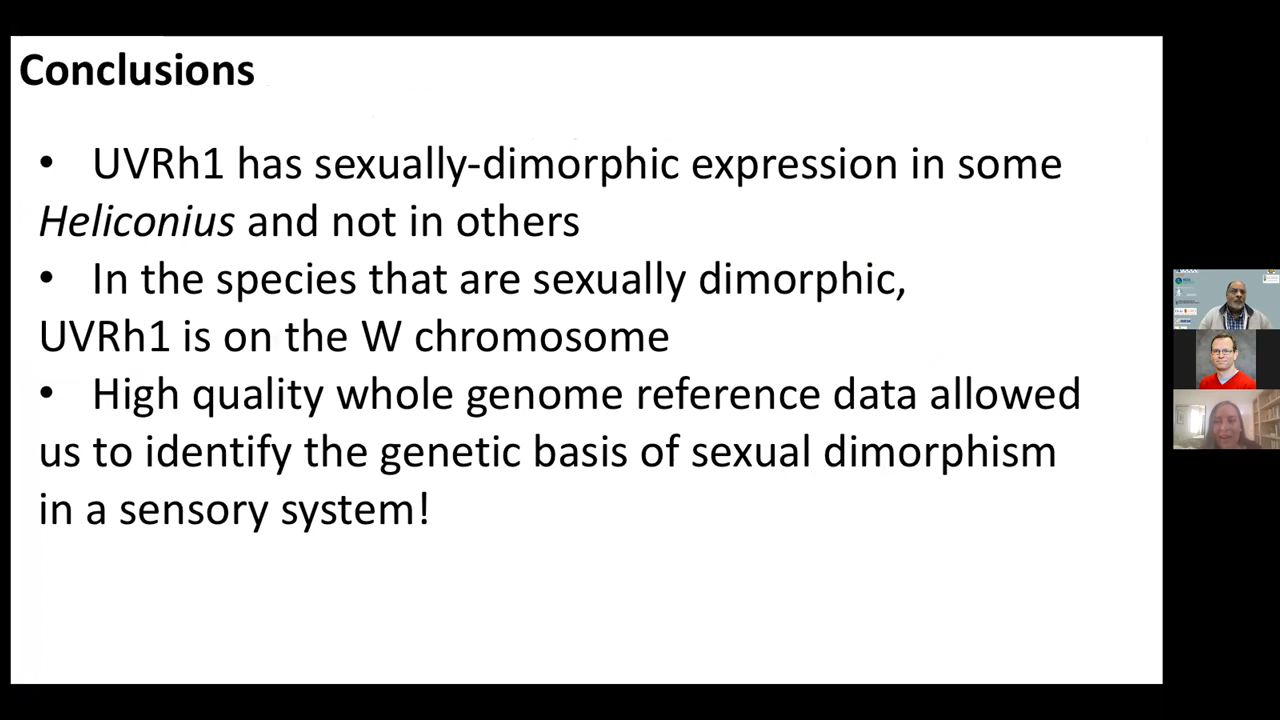 Conclusions
• UVRh1 has sexually-dimorphic expression in some
Heliconius and not in others
• In the species that are sexually dimorphic,
UVRh1 is on the W chromosome
• High quality whole genome reference data allowed
us to identify the genetic basis of sexual dimorphism
in a sensory system!